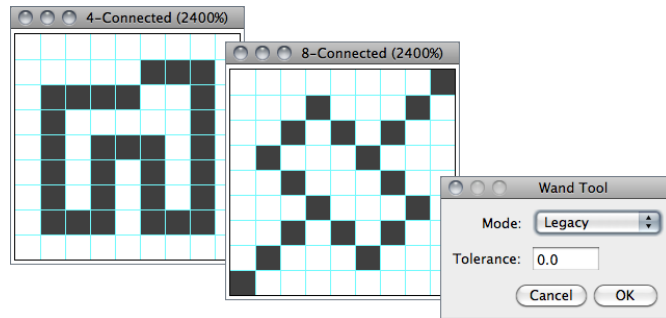 4-Connected (2400%)
8-Connected (2400%)
Wand Tool
Mode: Legacy
Tolerance: 0.0
Cancel OK